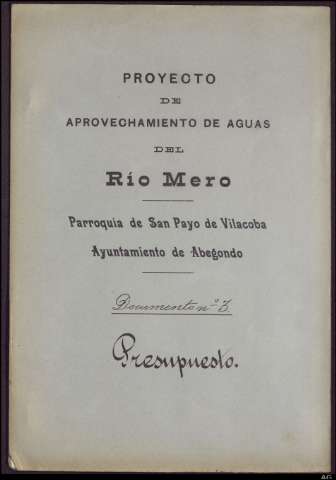 PROYECTO
DE
APROVECHAMIENTO DE AGUAS
DEL
Río Mero
Parroquia de San Payo de Vilacoba
Ayuntamiento de Abegondo
Documento nº 3
Presupuesto.